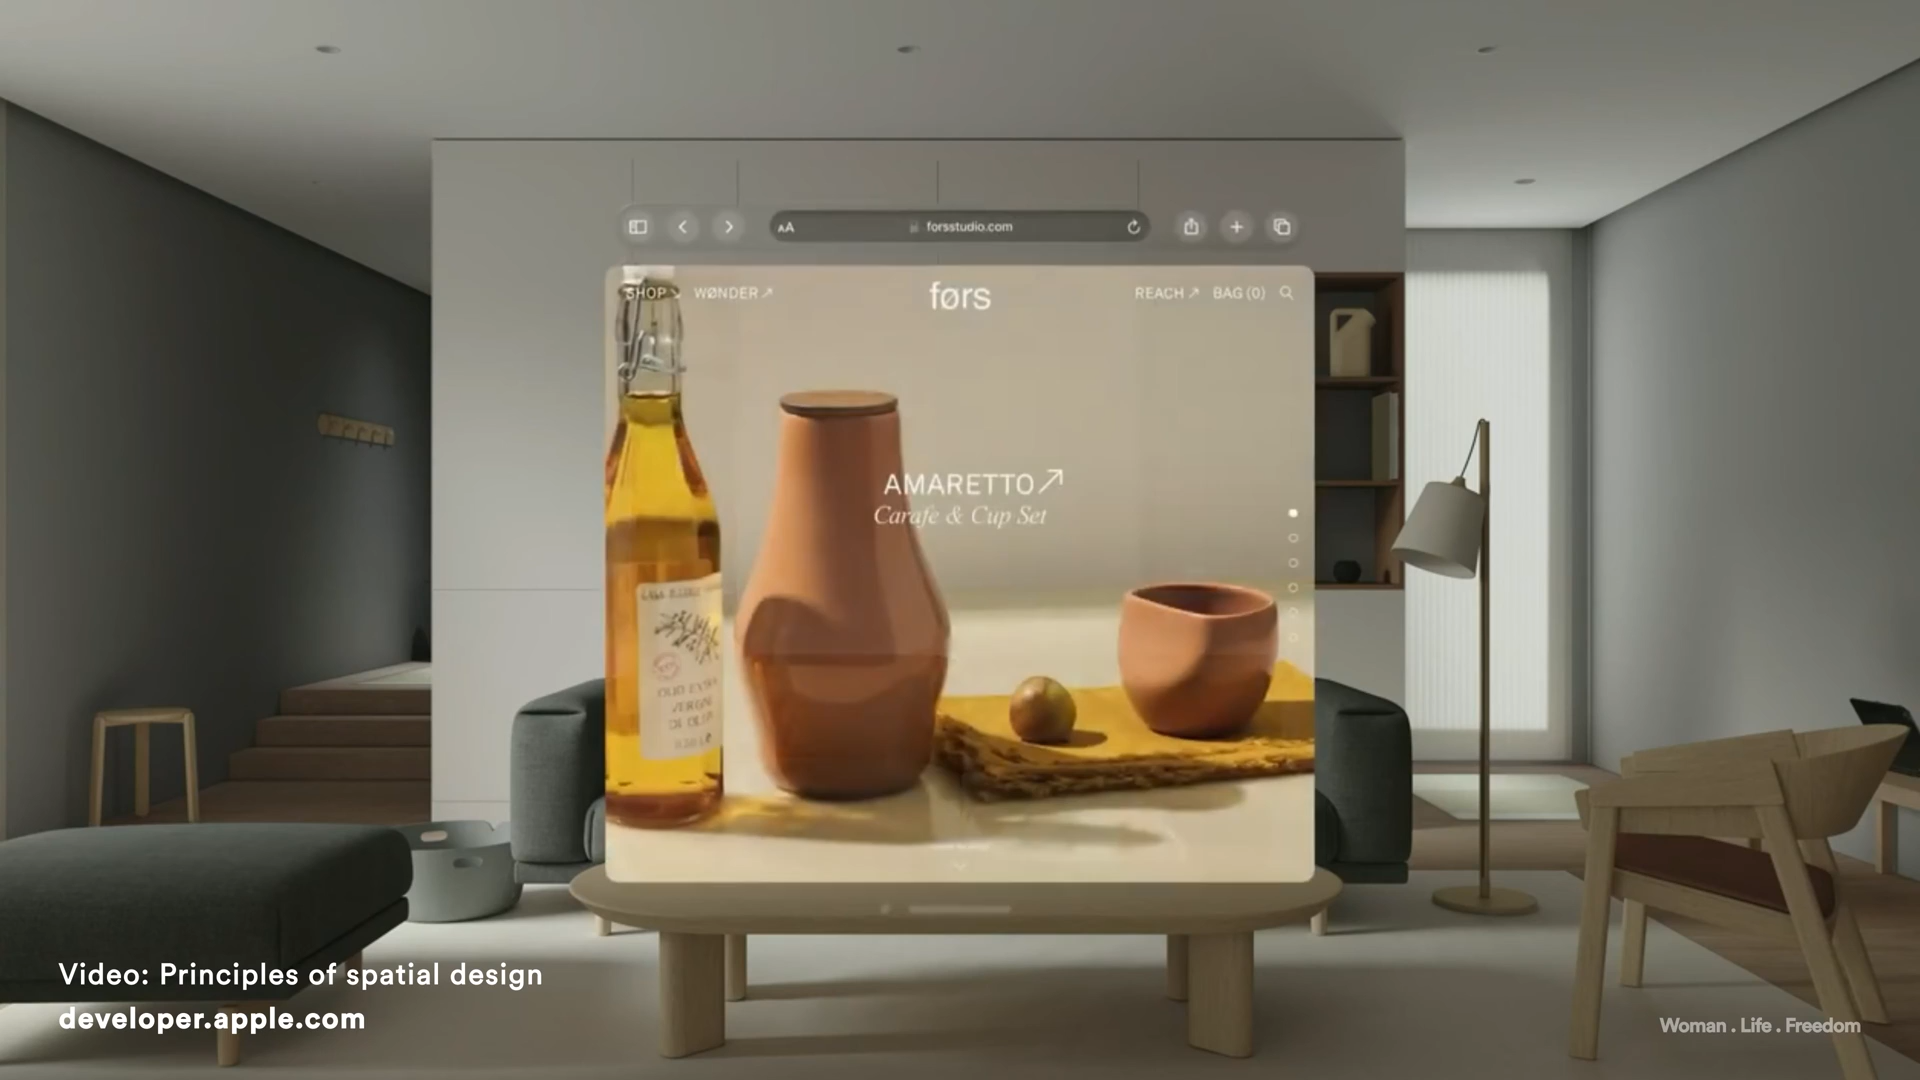 AA
forsstudio.com
SHOP ↘ WØNDER ↗
førs
REACH ↗ BAG (0)
AMARETTO↗
Carafe & Cup Set
Video: Principles of spatial design
developer.apple.com
Woman . Life . Freedom